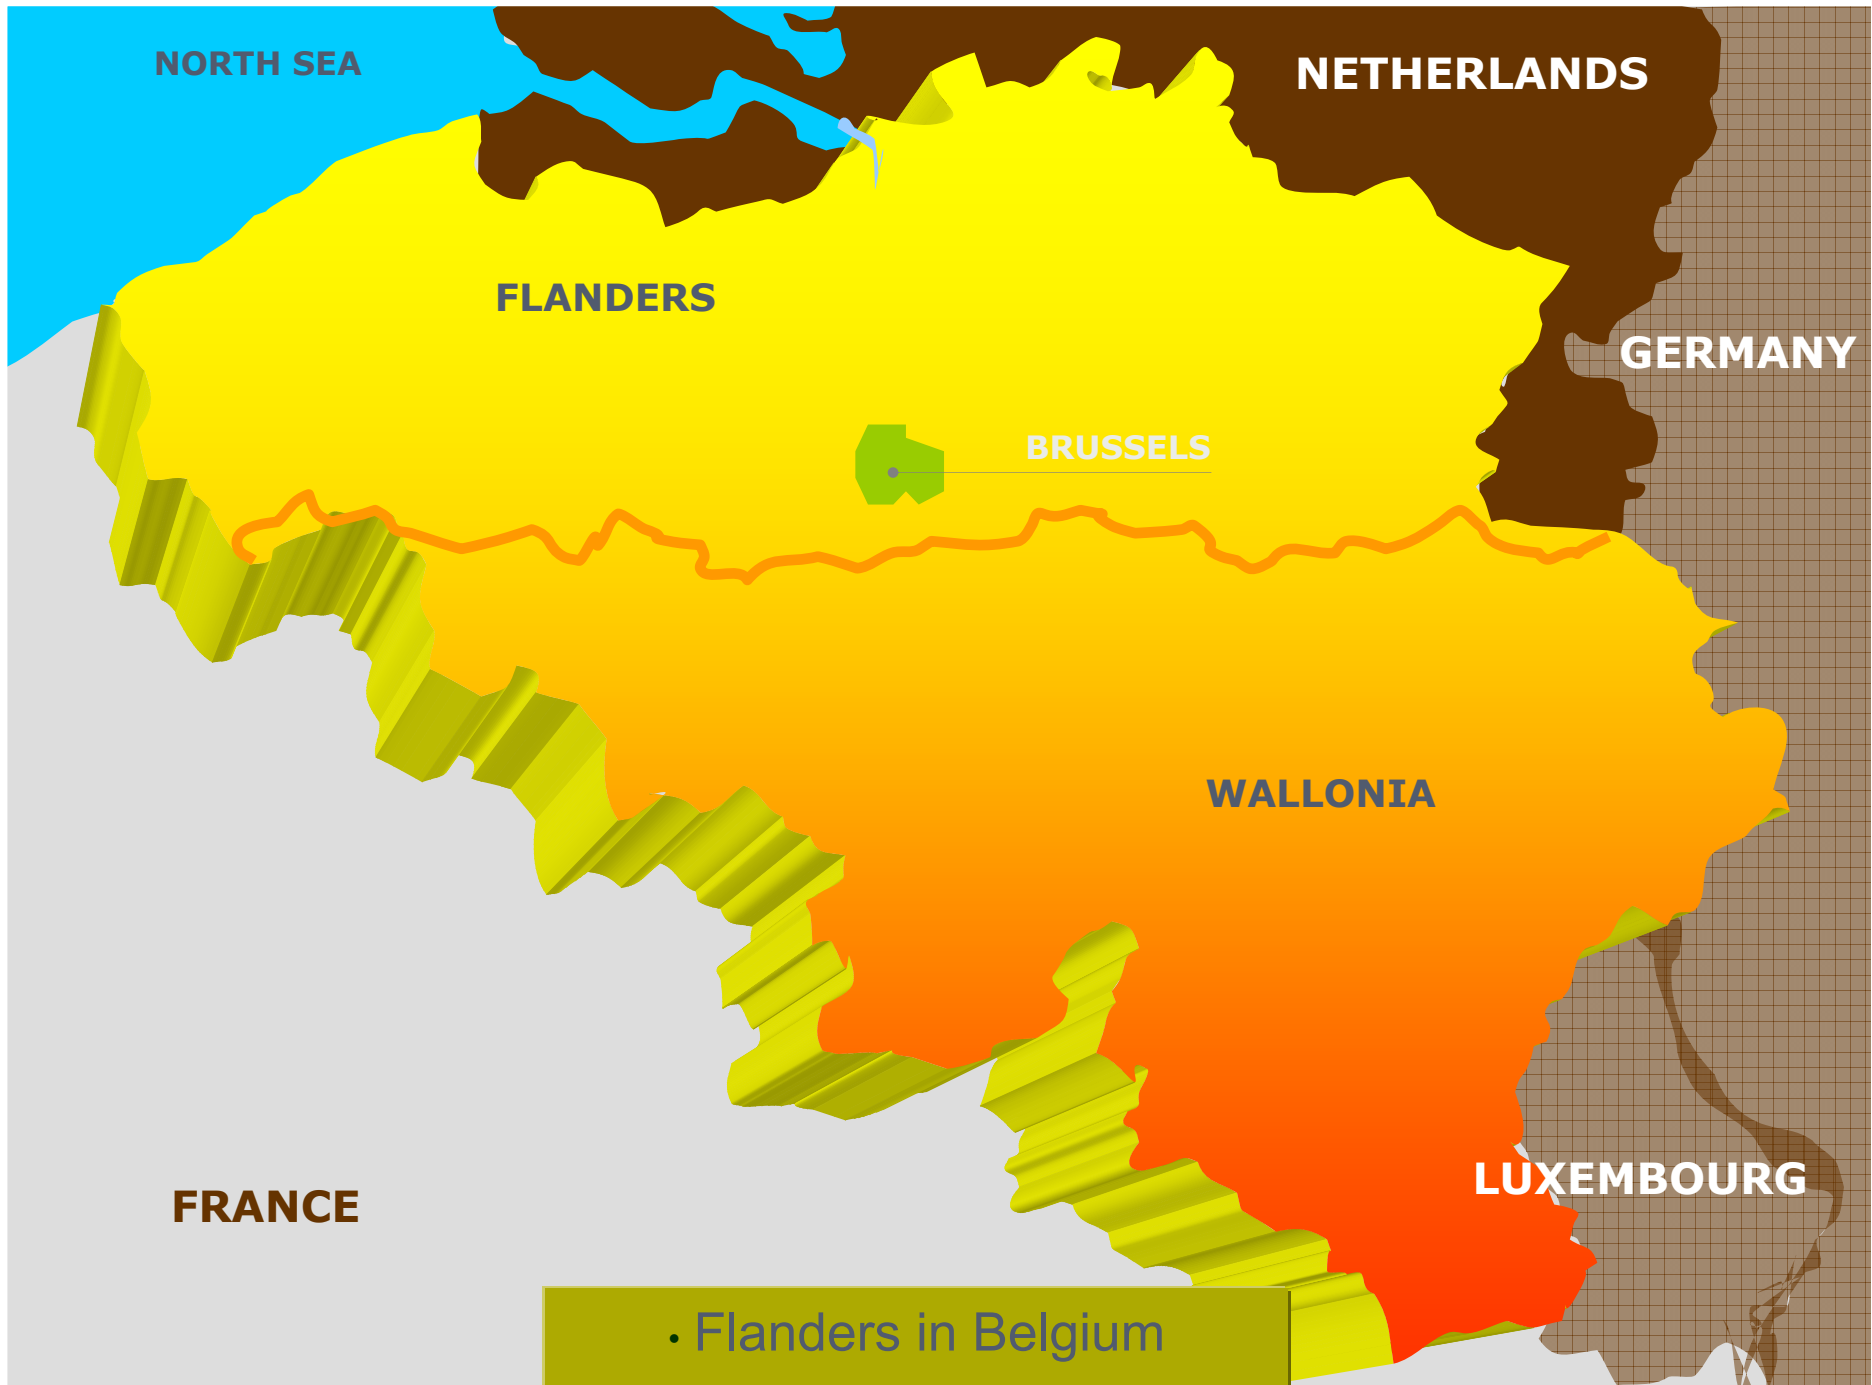 NORTH SEA
NETHERLANDS
FLANDERS
GERMANY
BRUSSELS
WALLONIA
LUXEMBOURG
FRANCE
• Flanders in Belgium